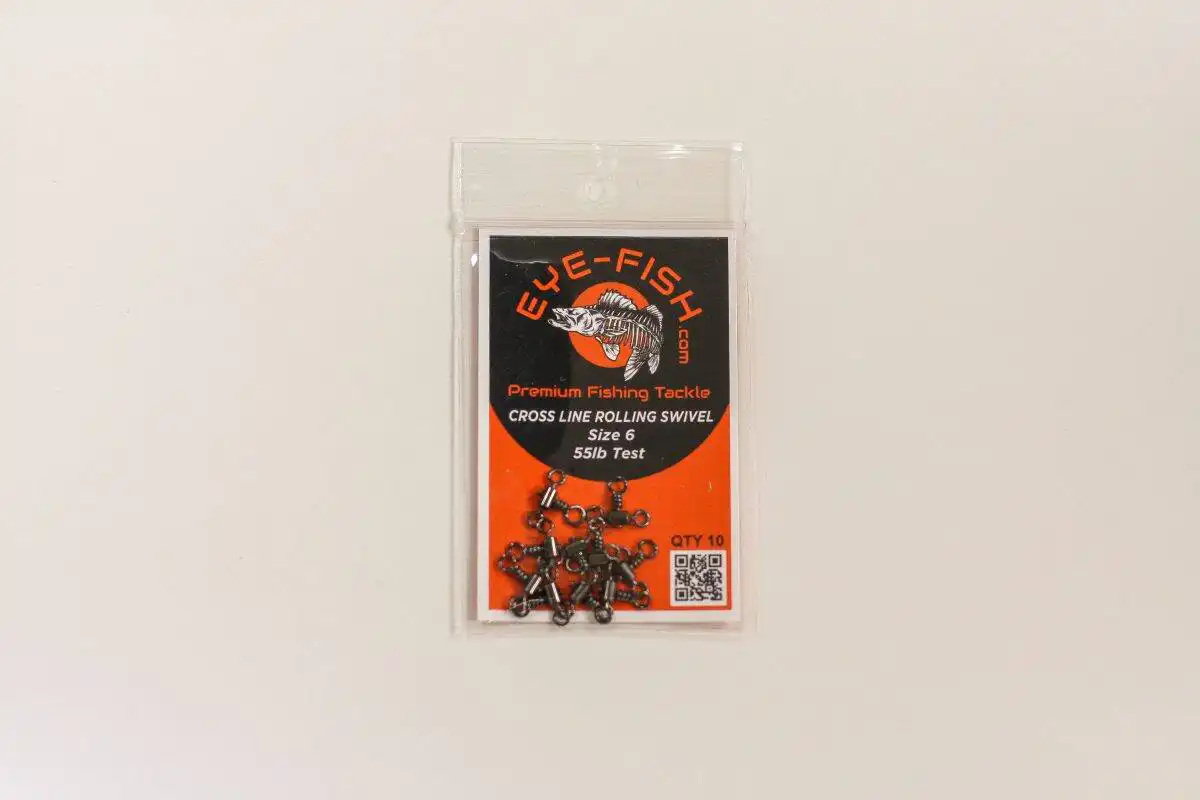 EYE-FISH
.com
Premium Fishing Tackle
CROSS LINE ROLLING SWIVEL
Size 6
55lb Test
QTY 10